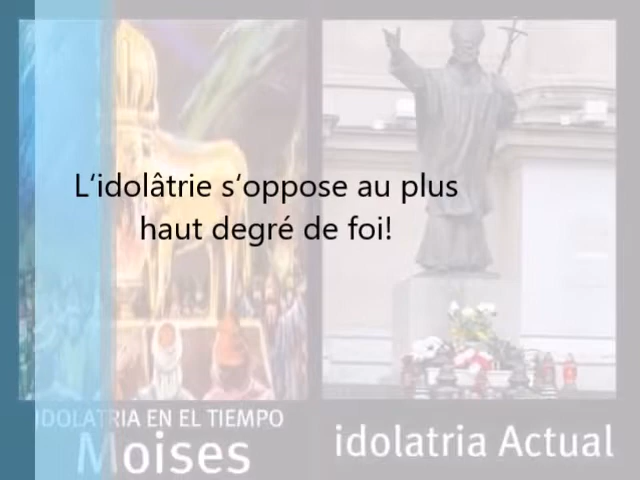 L'idolâtrie s'oppose au plus
haut degré de foi!
IDOLATRIA EN EL TIEMPO
Moises
idolatria Actual